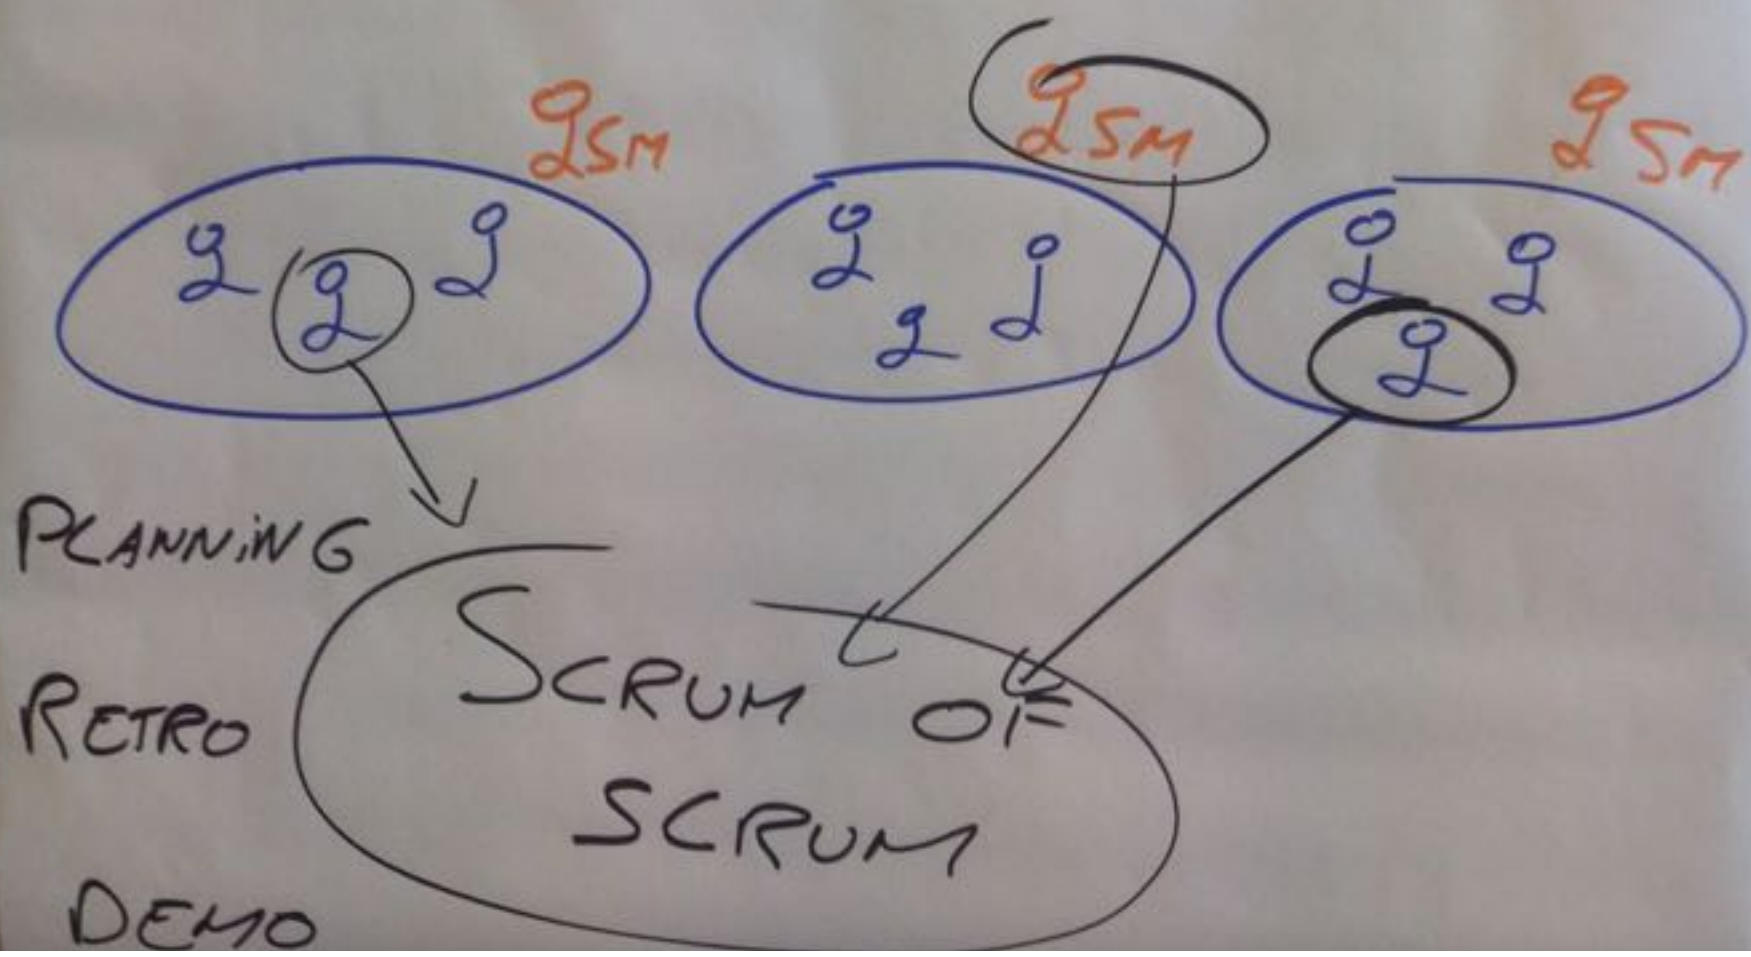 SM
SM
SM
PLANNING
RETRO
DEMO
SCRUM OF
SCRUM